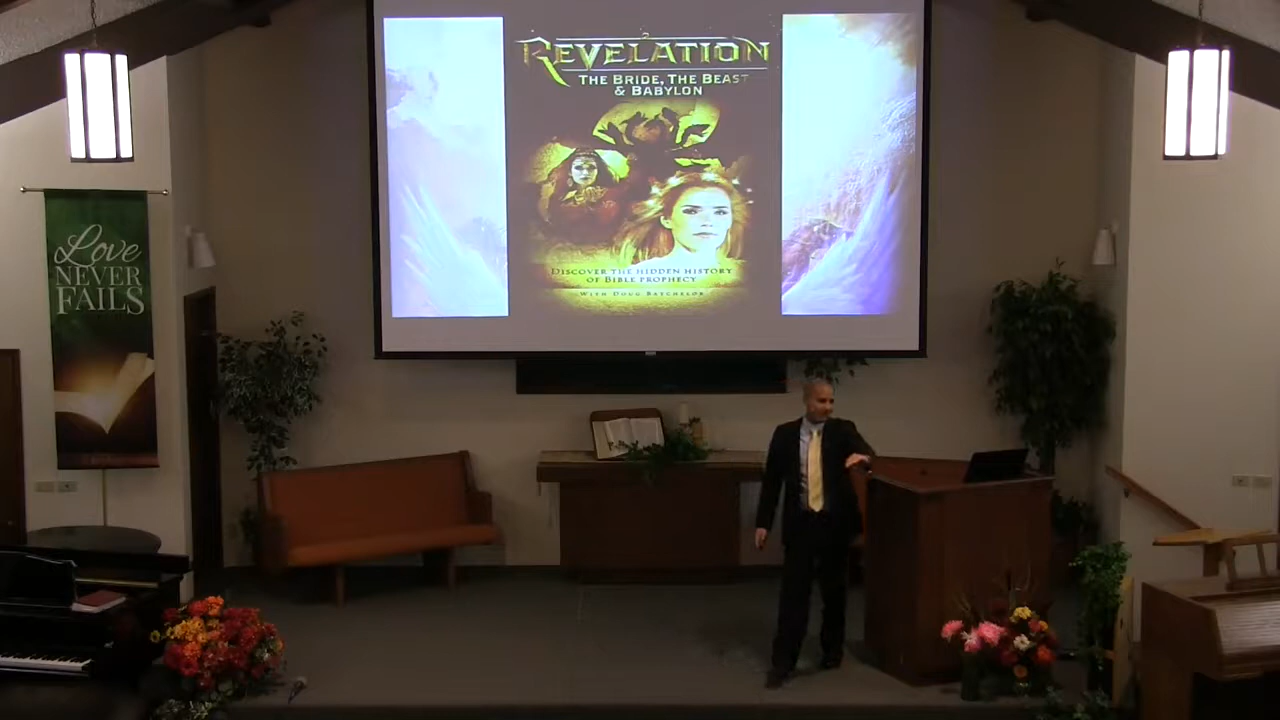 REVELATION
THE BRIDE, THE BEAST
& BABYLON
DISCOVER THE HIDDEN HISTORY
OF BIBLE PROPHECY
WITH DOUG BATCHELOR
Love
NEVER
FAILS